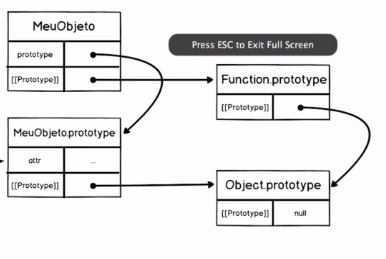 MeuObjeto
prototype
[[Prototype]]
Press ESC to Exit Full Screen
Function.prototype
[[Prototype]]
MeuObjeto.prototype
attr ...
[[Prototype]]
Object.prototype
[[Prototype]] null